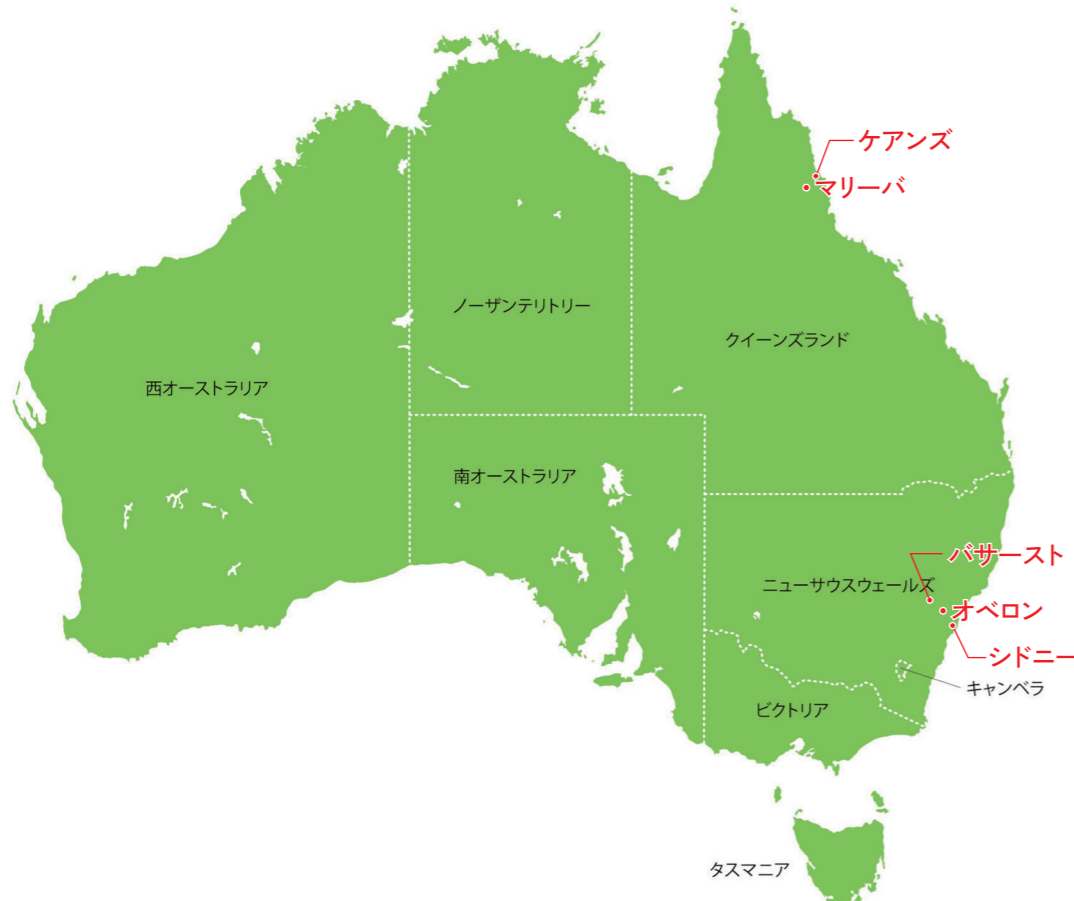 ケアンズ
マリーバ
ノーザンテリトリー
クイーンズランド
西オーストラリア
南オーストラリア
バサースト
ニューサウスウェールズ
オベロン
シドニー
キャンベラ
ビクトリア
タスマニア